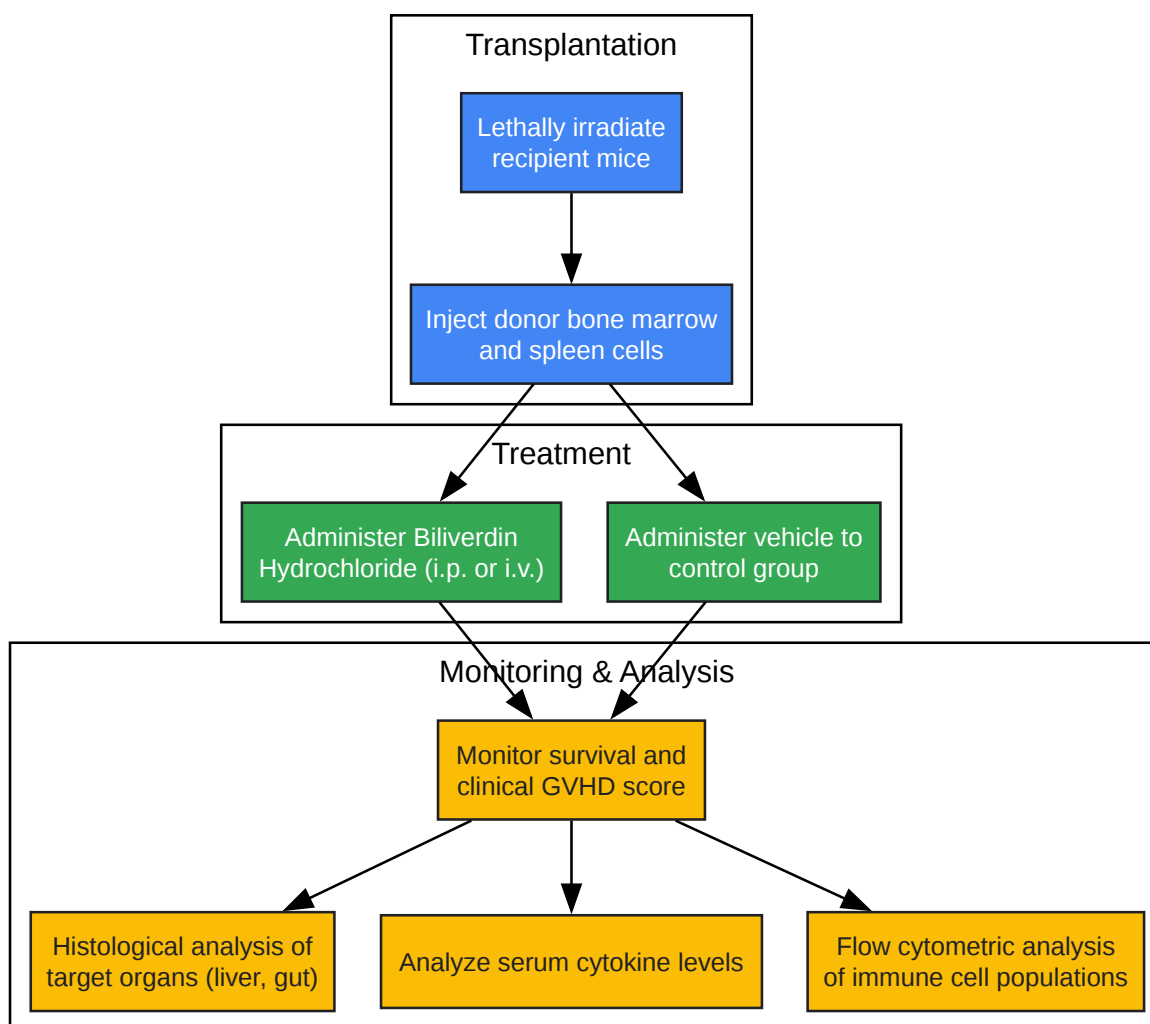 Transplantation
Lethally irradiate
recipient mice
Inject donor bone marrow
and spleen cells
Treatment
Administer Biliverdin
Hydrochloride (i.p. or i.v.)
Administer vehicle to
control group
Monitoring & Analysis
Monitor survival and
clinical GVHD score
Histological analysis of
target organs (liver, gut)
Analyze serum cytokine levels
Flow cytometric analysis
of immune cell populations